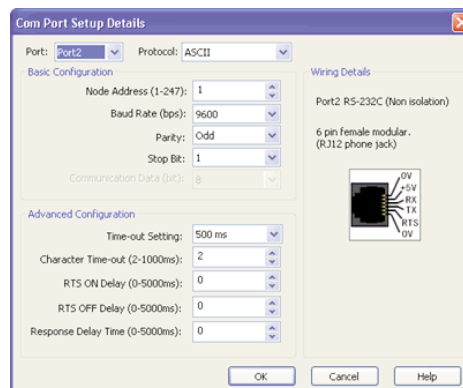 Com Port Setup Details
Port: Port2 Protocol: ASCII
Basic Configuration
Node Address (1-247): 1
Baud Rate (bps): 9600
Parity: Odd
Stop Bit: 1
Communication Data (bit): 8
Advanced Configuration
Time-out Setting: 500 ms
Character Time-out (2-1000ms): 2
RTS ON Delay (0-5000ms): 0
RTS OFF Delay (0-5000ms): 0
Response Delay Time (0-5000ms): 0
Wiring Details
Port2 RS-232C (Non isolation)
6 pin female modular.
(RJ12 phone jack)
0V
+5V
RX
TX
RTS
0V
OK Cancel Help